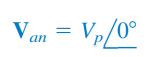 V_an = V_p/0°